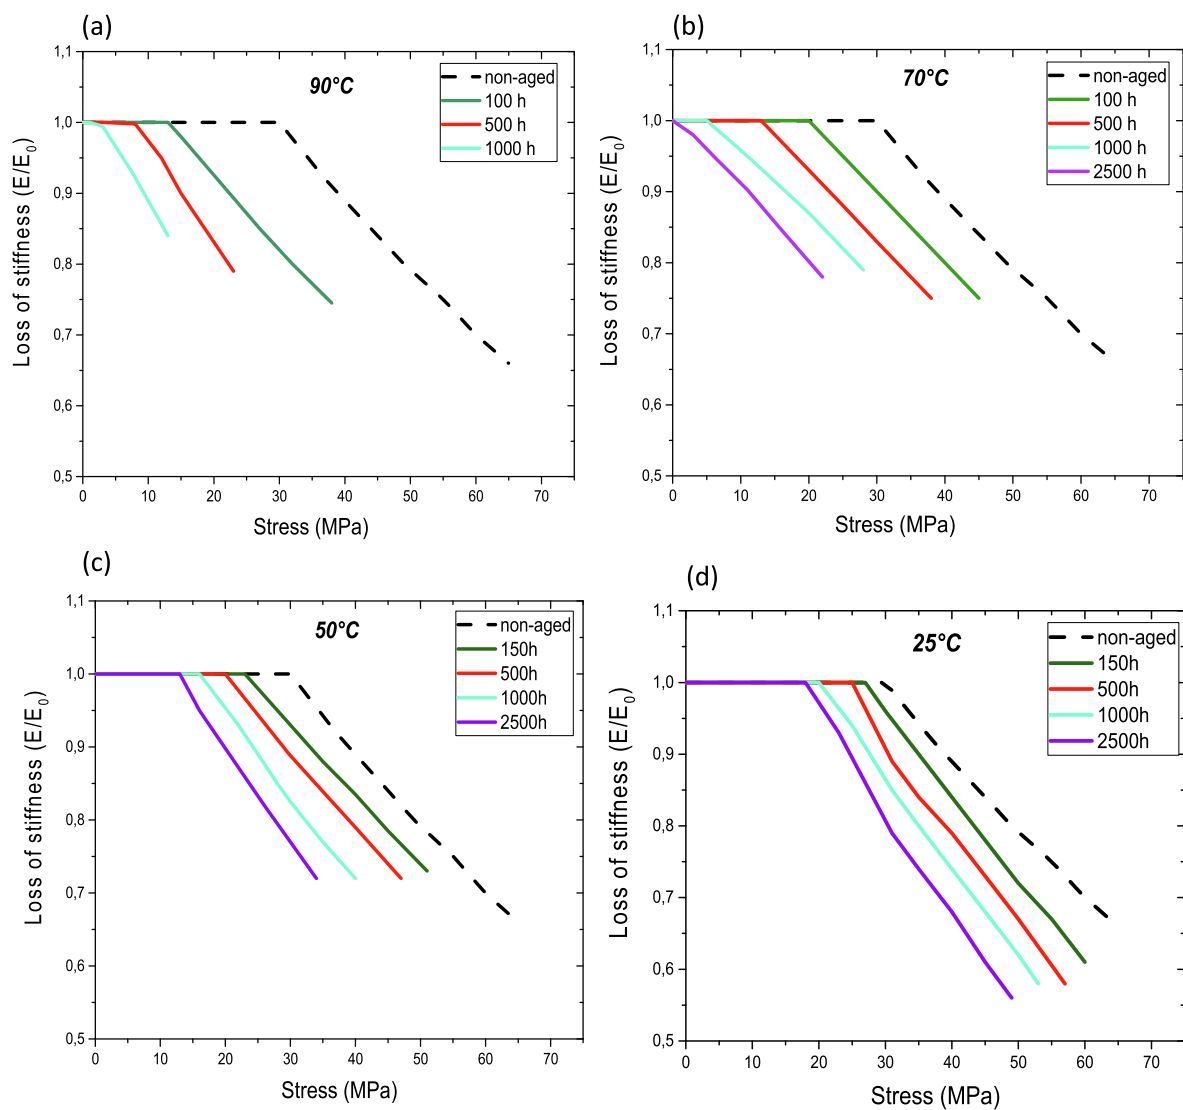 (a)
90°C
non-aged
100 h
500 h
1000 h
1,1
1,0
0,9
0,8
0,7
0,6
0,5
0 10 20 30 40 50 60 70
Stress (MPa)
Loss of stiffness (E/E0)
(b)
70°C
non-aged
100 h
500 h
1000 h
2500 h
1,1
1,0
0,9
0,8
0,7
0,6
0,5
0 10 20 30 40 50 60 70
Stress (MPa)
Loss of stiffness (E/E0)
(c)
50°C
non-aged
150h
500h
1000h
2500h
1,1
1,0
0,9
0,8
0,7
0,6
0,5
0 10 20 30 40 50 60 70
Stress (MPa)
Loss of stiffness (E/E0)
(d)
25°C
non-aged
150h
500h
1000h
2500h
1,1
1,0
0,9
0,8
0,7
0,6
0,5
0 10 20 30 40 50 60 70
Stress (MPa)
Loss of stiffness (E/E0)